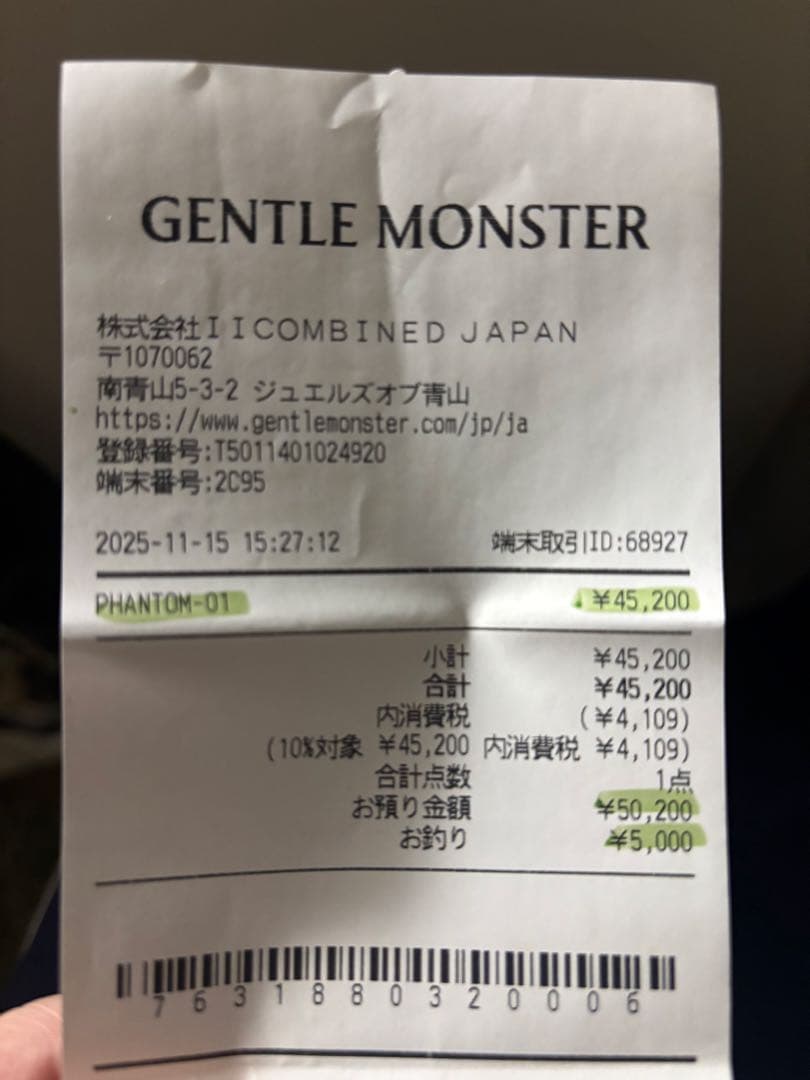 GENTLE MONSTER
株式会社IICOMBINED JAPAN
〒1070062
南青山5-3-2 ジュエルズオブ青山
https://www.gentlemonster.com/jp/ja
登録番号:T5011401024920
端末番号:2C95
2025-11-15 15:27:12 端末取引ID:68927
PHANTOM-01 ¥45,200
小計 ¥45,200
合計 ¥45,200
内消費税 (¥4,109)
(10%対象 ¥45,200 内消費税 ¥4,109)
合計点数 1点
お預り金額 ¥50,200
お釣り ¥5,000
7631880320006